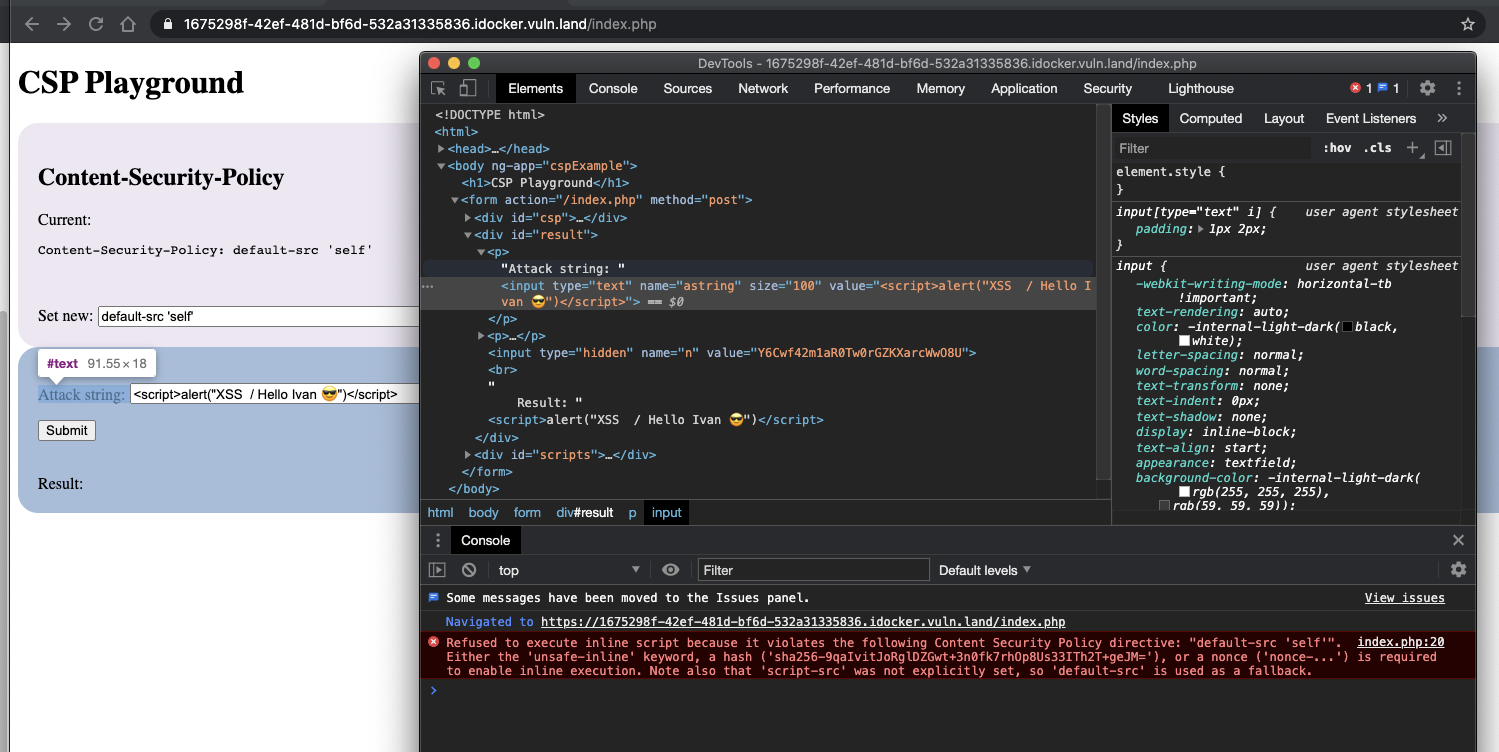 1675298f-42ef-481d-bf6d-532a31335836.idocker.vuln.land/index.php
CSP Playground
Content-Security-Policy
Current:
Content-Security-Policy: default-src 'self'
Set new: default-src 'self'
#text 91.55×18
Attack string: <script>alert("XSS / Hello Ivan 😎")</script>
Submit
Result:
DevTools - 1675298f-42ef-481d-bf6d-532a31335836.idocker.vuln.land/index.php
Elements Console Sources Network Performance Memory Application Security Lighthouse 1 1
<!DOCTYPE html>
<html>
<head>…</head>
<body ng-app="cspExample">
<h1>CSP Playground</h1>
<form action="/index.php" method="post">
<div id="csp">…</div>
<div id="result">
<p>
"Attack string: "
<input type="text" name="astring" size="100" value="<script>alert("XSS  / Hello I
van 😎")</script>"> == $0
</p>
<p>…</p>
<input type="hidden" name="n" value="Y6Cwf42m1aR0Tw0rGZKXarcWwO8U">
<br>
"
Result: "
<script>alert("XSS  / Hello Ivan 😎")</script>
</div>
<div id="scripts">…</div>
</form>
</body>
html body form div#result p input
Styles Computed Layout Event Listeners »
Filter :hov .cls +
element.style {
}
input[type="text" i] { user agent stylesheet
padding: 1px 2px;
}
input { user agent stylesheet
-webkit-writing-mode: horizontal-tb
!important;
text-rendering: auto;
color: -internal-light-dark(black,
white);
letter-spacing: normal;
word-spacing: normal;
text-transform: none;
text-indent: 0px;
text-shadow: none;
display: inline-block;
text-align: start;
appearance: textfield;
background-color: -internal-light-dark(
rgb(255, 255, 255),
rgb(59, 59, 59));
Console
top Filter Default levels
Some messages have been moved to the Issues panel. View issues
Navigated to https://1675298f-42ef-481d-bf6d-532a31335836.idocker.vuln.land/index.php
Refused to execute inline script because it violates the following Content Security Policy directive: "default-src 'self'". index.php:20
Either the 'unsafe-inline' keyword, a hash ('sha256-9qaIvitJoRglDZGwt+3n0fk7rhOp8Us33ITh2T+geJM='), or a nonce ('nonce-...') is required
to enable inline execution. Note also that 'script-src' was not explicitly set, so 'default-src' is used as a fallback.